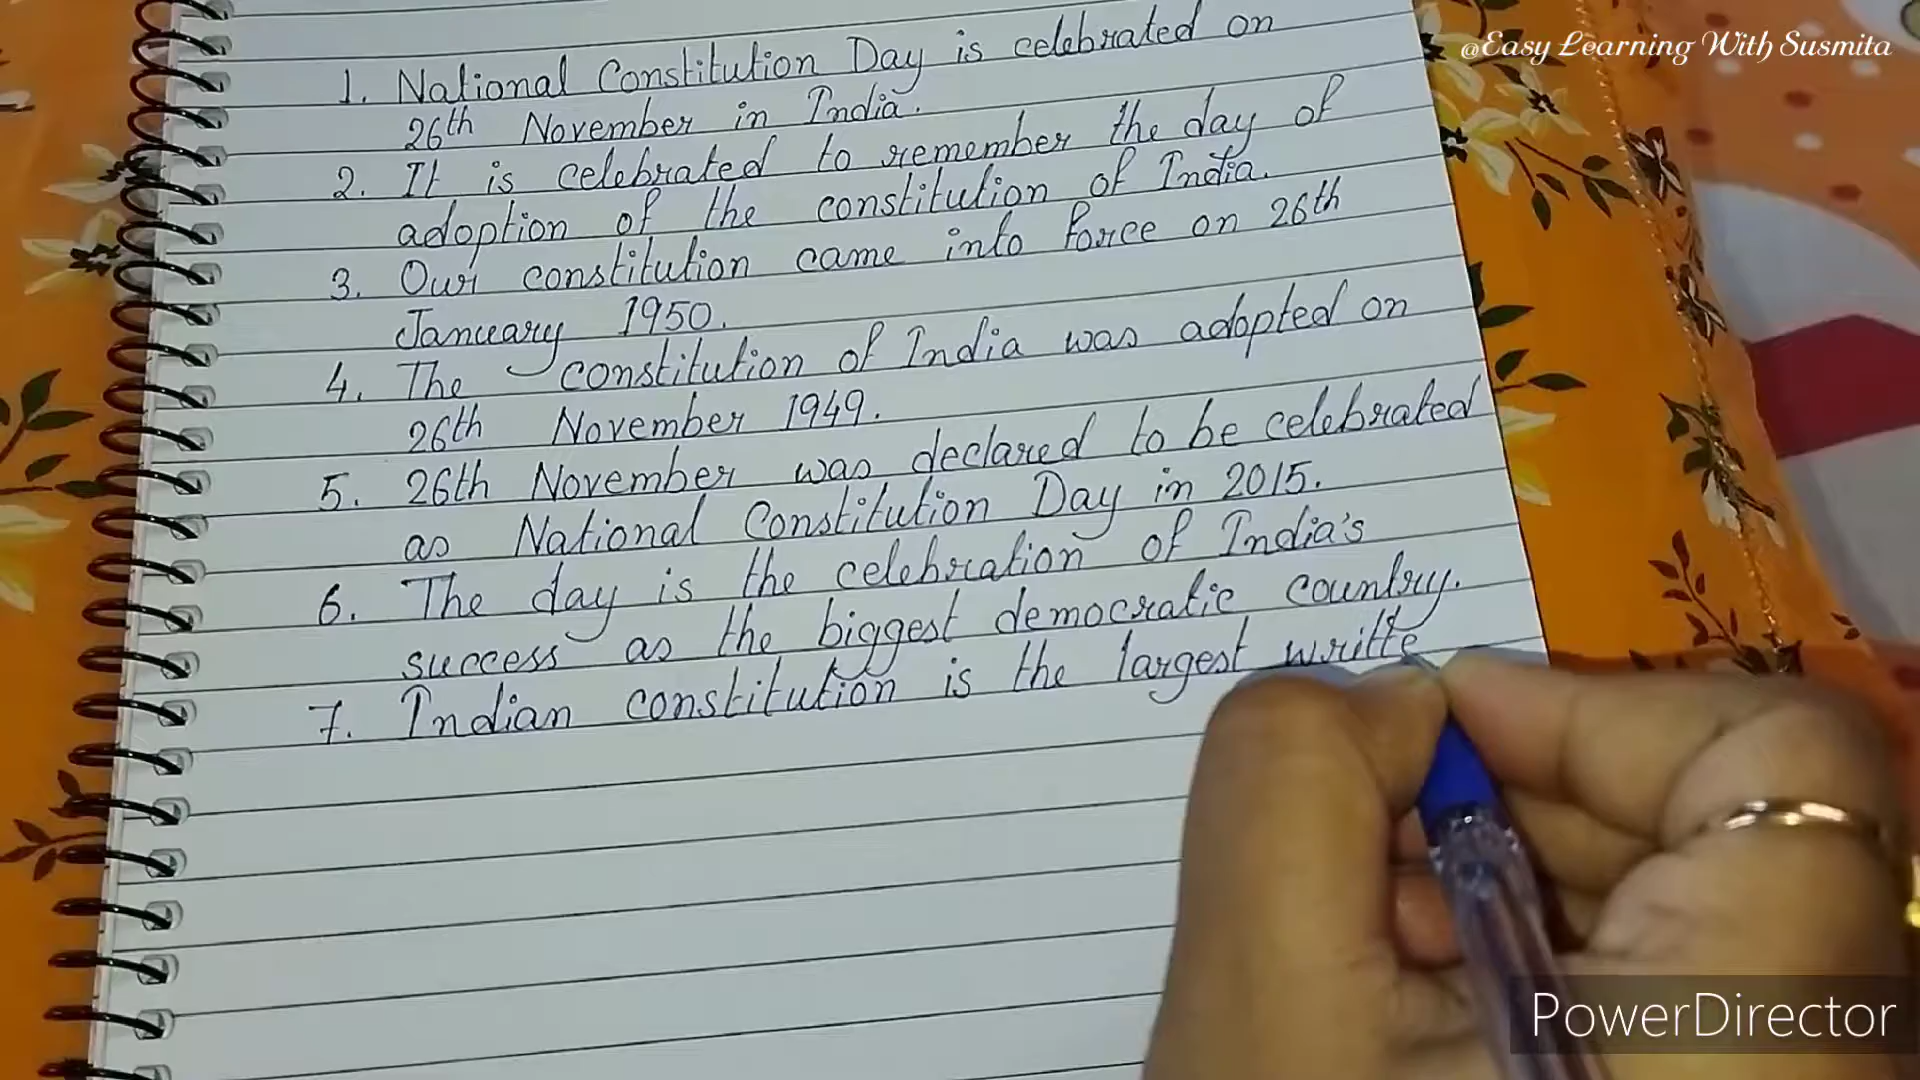 @Easy Learning With Susmita
1. National Constitution Day is celebrated on
26th November in India.
2. It is celebrated to remember the day of
adoption of the constitution of India.
3. Our constitution came into force on 26th
January 1950.
4. The constitution of India was adopted on
26th November 1949.
5. 26th November was declared to be celebrated
as National Constitution Day in 2015.
6. The day is the celebration of India's
success as the biggest democratic country.
7. Indian constitution is the largest writte
PowerDirector